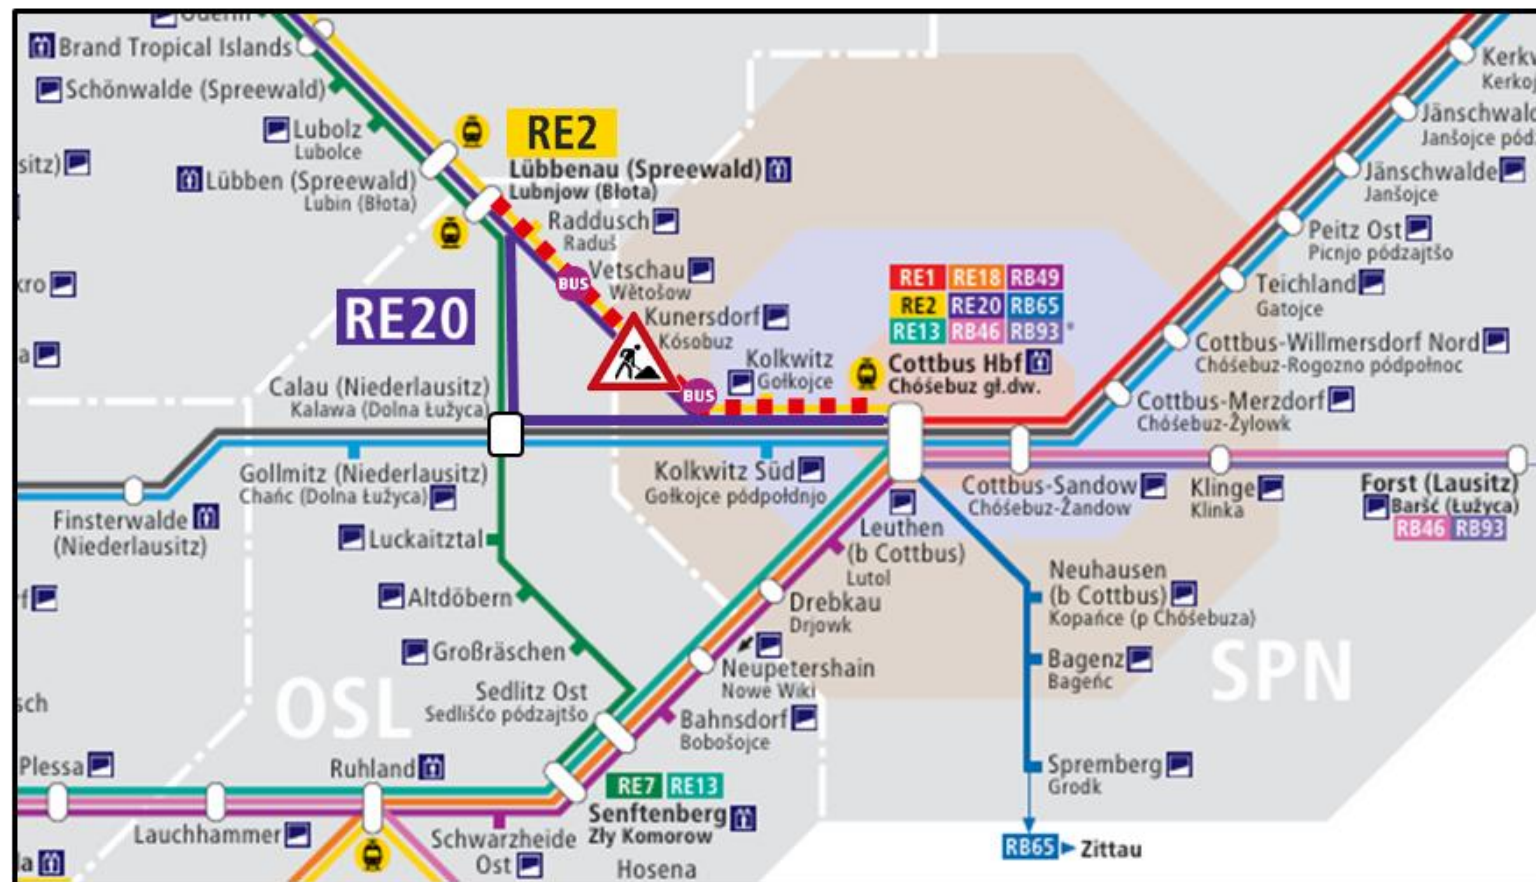 Brand Tropical Islands
Schönwalde (Spreewald)
Lubolz
Lubolce
sitz)
Lübben (Spreewald)
Lubin (Błota)
RE2
Lübbenau (Spreewald)
Lubnjow (Błota)
Raddusch
Raduš
Vetschau
Wětošow
BUS
Kunersdorf
Kósobuz
Kolkwitz
Gołkojce
BUS
RE20
RE1 RE18 RB49
RE2 RE20 RB65
RE13 RB46 RB93 *
Cottbus Hbf
Chóśebuz gł.dw.
Jänschwalde
Janšojce
Peitz Ost
Picnjo pódzajtšo
Teichland
Gatojce
Cottbus-Willmersdorf Nord
Chóśebuz-Rogozno pódpołnoc
Cottbus-Merzdorf
Chóśebuz-Žylowk
Calau (Niederlausitz)
Kalawa (Dolna Łužyca)
Gollmitz (Niederlausitz)
Chańc (Dolna Łužyca)
Finsterwalde
(Niederlausitz)
Kolkwitz Süd
Gołkojce pódpołdnjo
Cottbus-Sandow
Chóśebuz-Žandow
Klinge
Klinka
Forst (Lausitz)
Baršć (Łužyca)
RB46 RB93
Luckaitztal
Altdöbern
Großräschen
Sedlitz Ost
Sedlišćo pódzajtšo
OSL
Leuthen
(b Cottbus)
Lutol
Drebkau
Drjowk
Neupetershain
Nowe Wiki
Bahnsdorf
Bobošojce
Neuhausen
(b Cottbus)
Kopańce (p Chóśebuza)
Bagenz
Bageńc
SPN
Spremberg
Grodk
RB65 Zittau
Plessa
Ruhland
Lauchhammer
Schwarzheide
Ost
RE7 RE13
Senftenberg
Zły Komorow
Hosena